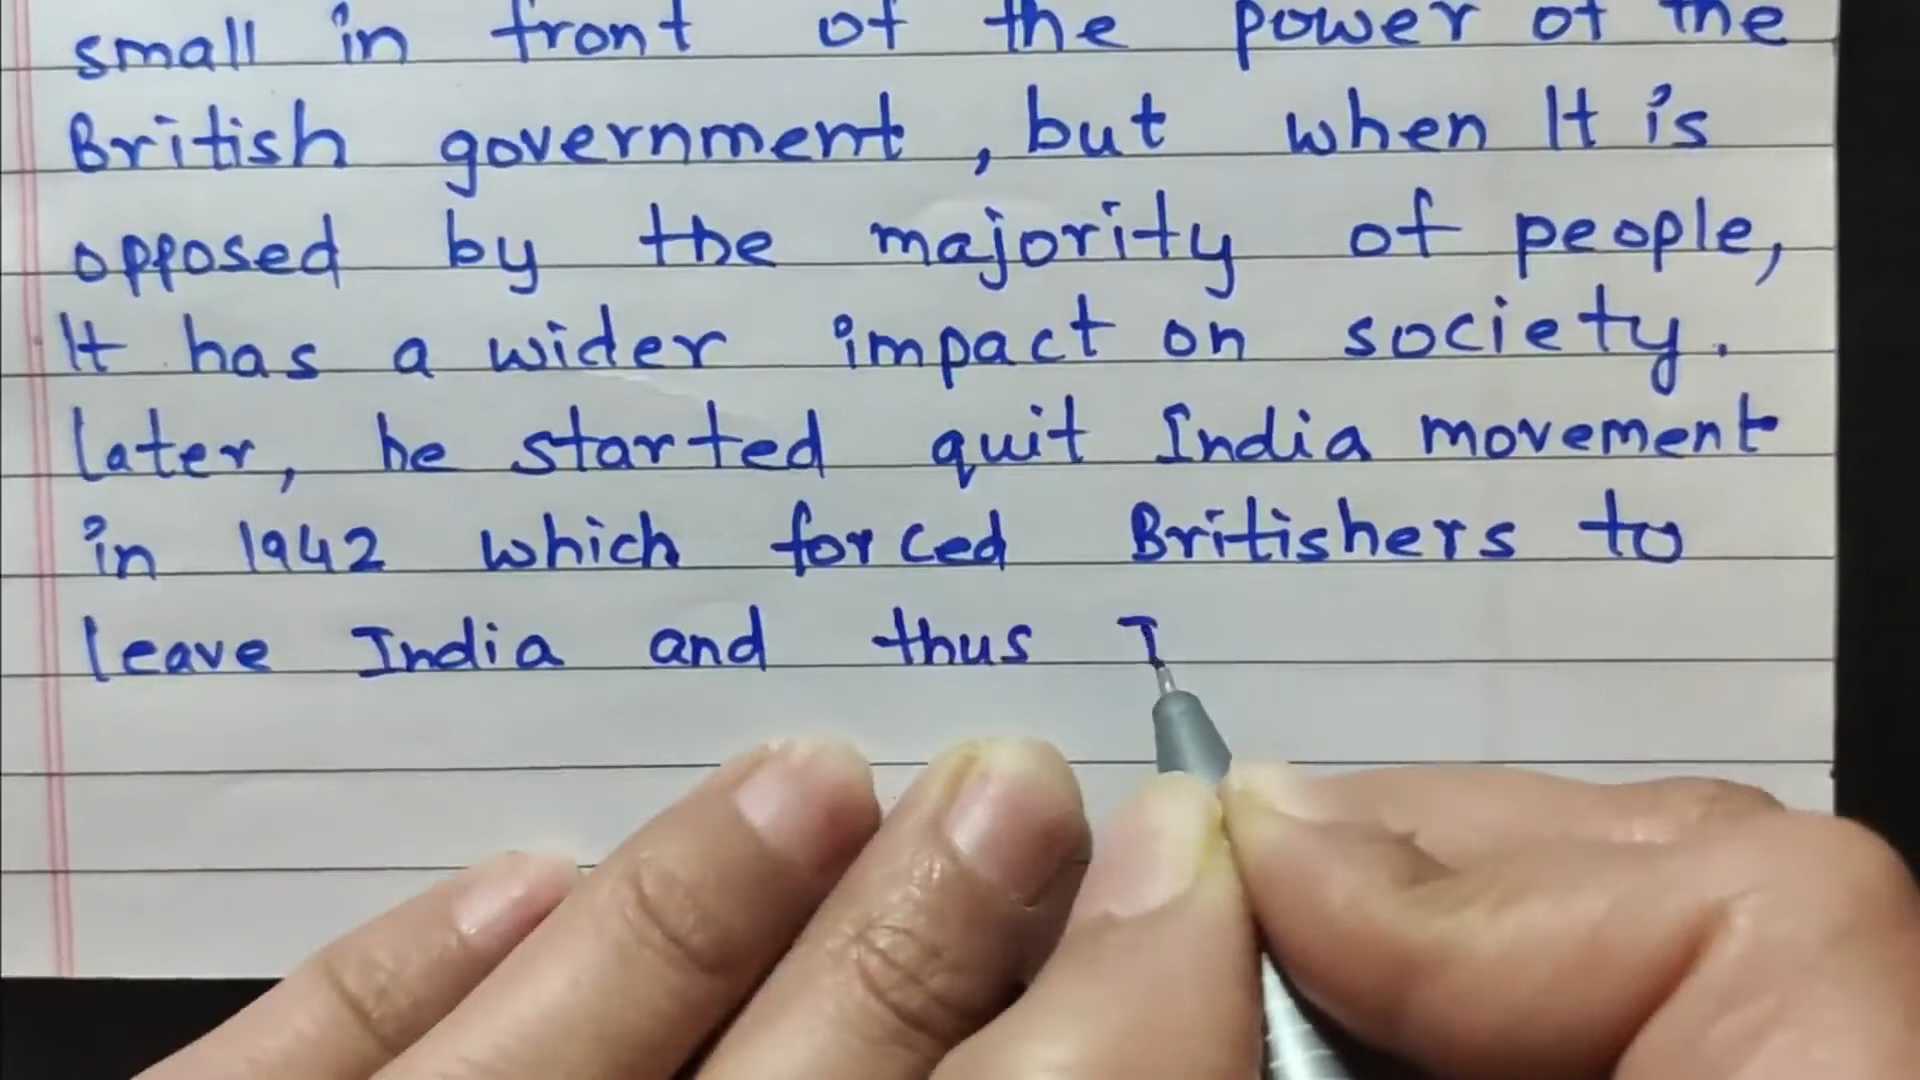 small in front of the power of the
British government, but when It is
opposed by the majority of people,
It has a wider impact on society.
later, he started quit India movement
in 1942 which forced Britishers to
leave India and thus I